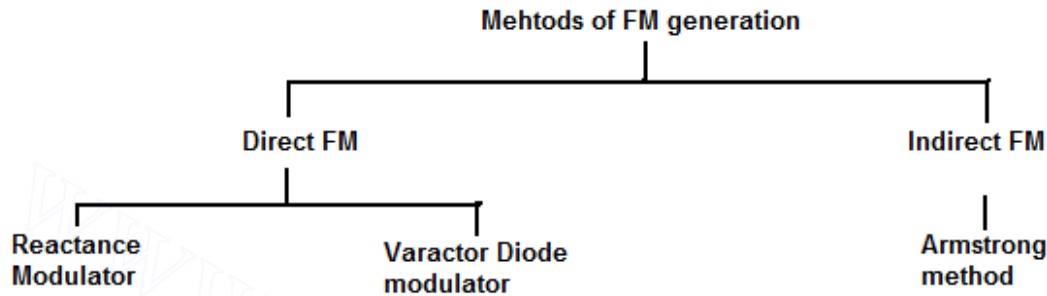 Mehtods of FM generation
Direct FM
Indirect FM
Reactance
Modulator
Varactor Diode
modulator
Armstrong
method